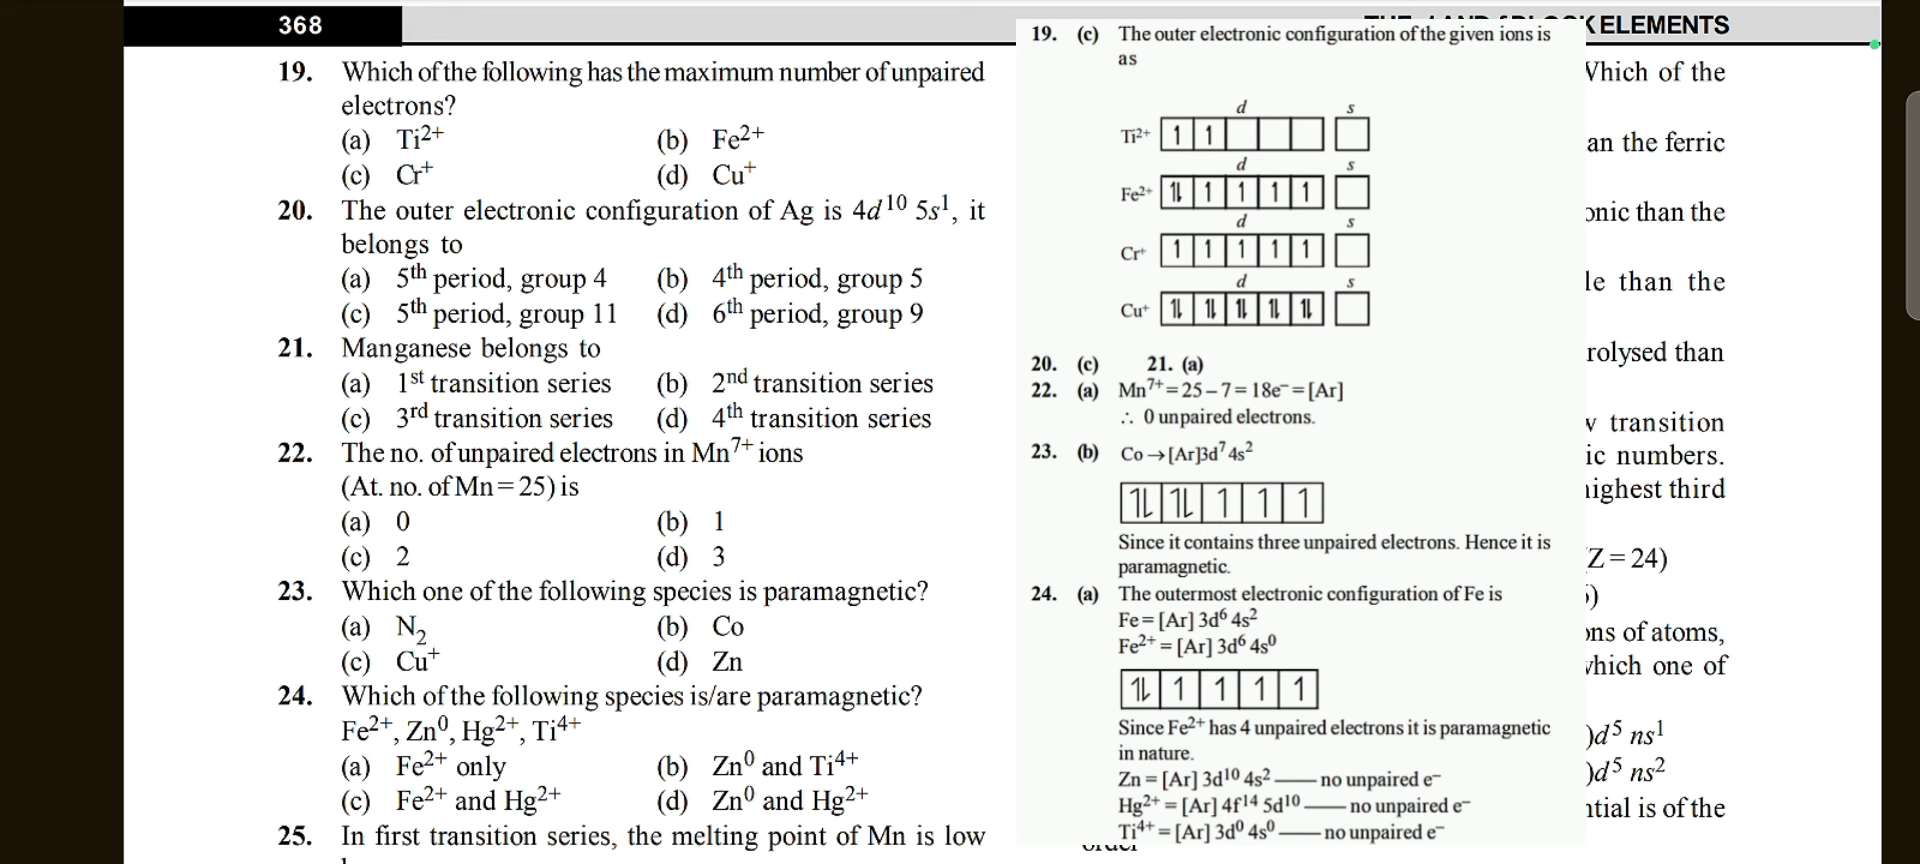 368
KELEMENTS
19. Which of the following has the maximum number of unpaired
electrons?
(a) Ti2+ (b) Fe2+
(c) Cr+ (d) Cu+
20. The outer electronic configuration of Ag is 4d10 5s1, it
belongs to
(a) 5th period, group 4 (b) 4th period, group 5
(c) 5th period, group 11 (d) 6th period, group 9
21. Manganese belongs to
(a) 1st transition series (b) 2nd transition series
(c) 3rd transition series (d) 4th transition series
22. The no. of unpaired electrons in Mn7+ ions
(At. no. of Mn = 25) is
(a) 0 (b) 1
(c) 2 (d) 3
23. Which one of the following species is paramagnetic?
(a) N2 (b) Co
(c) Cu+ (d) Zn
24. Which of the following species is/are paramagnetic?
Fe2+, Zn0, Hg2+, Ti4+
(a) Fe2+ only (b) Zn0 and Ti4+
(c) Fe2+ and Hg2+ (d) Zn0 and Hg2+
25. In first transition series, the melting point of Mn is low
19. (c) The outer electronic configuration of the given ions is
as
d s
Ti2+ 1 1
d s
Fe2+ 1⇂ 1 1 1 1
d s
Cr+ 1 1 1 1 1
d s
Cu+ 1⇂ 1⇂ 1⇂ 1⇂ 1⇂
20. (c) 21. (a)
22. (a) Mn7+ = 25 – 7 = 18e– = [Ar]
∴ 0 unpaired electrons.
23. (b) Co → [Ar]3d7 4s2
1⇂ 1⇂ 1 1 1
Since it contains three unpaired electrons. Hence it is
paramagnetic.
24. (a) The outermost electronic configuration of Fe is
Fe = [Ar] 3d6 4s2
Fe2+ = [Ar] 3d6 4s0
1⇂ 1 1 1 1
Since Fe2+ has 4 unpaired electrons it is paramagnetic
in nature.
Zn = [Ar] 3d10 4s2 —— no unpaired e–
Hg2+ = [Ar] 4f14 5d10 —— no unpaired e–
Ti4+ = [Ar] 3d0 4s0 —— no unpaired e–
Which of the
an the ferric
onic than the
le than the
rolysed than
transition
ic numbers.
highest third
Z = 24)
)
ons of atoms,
which one of
)d5 ns1
)d5 ns2
ntial is of the
order